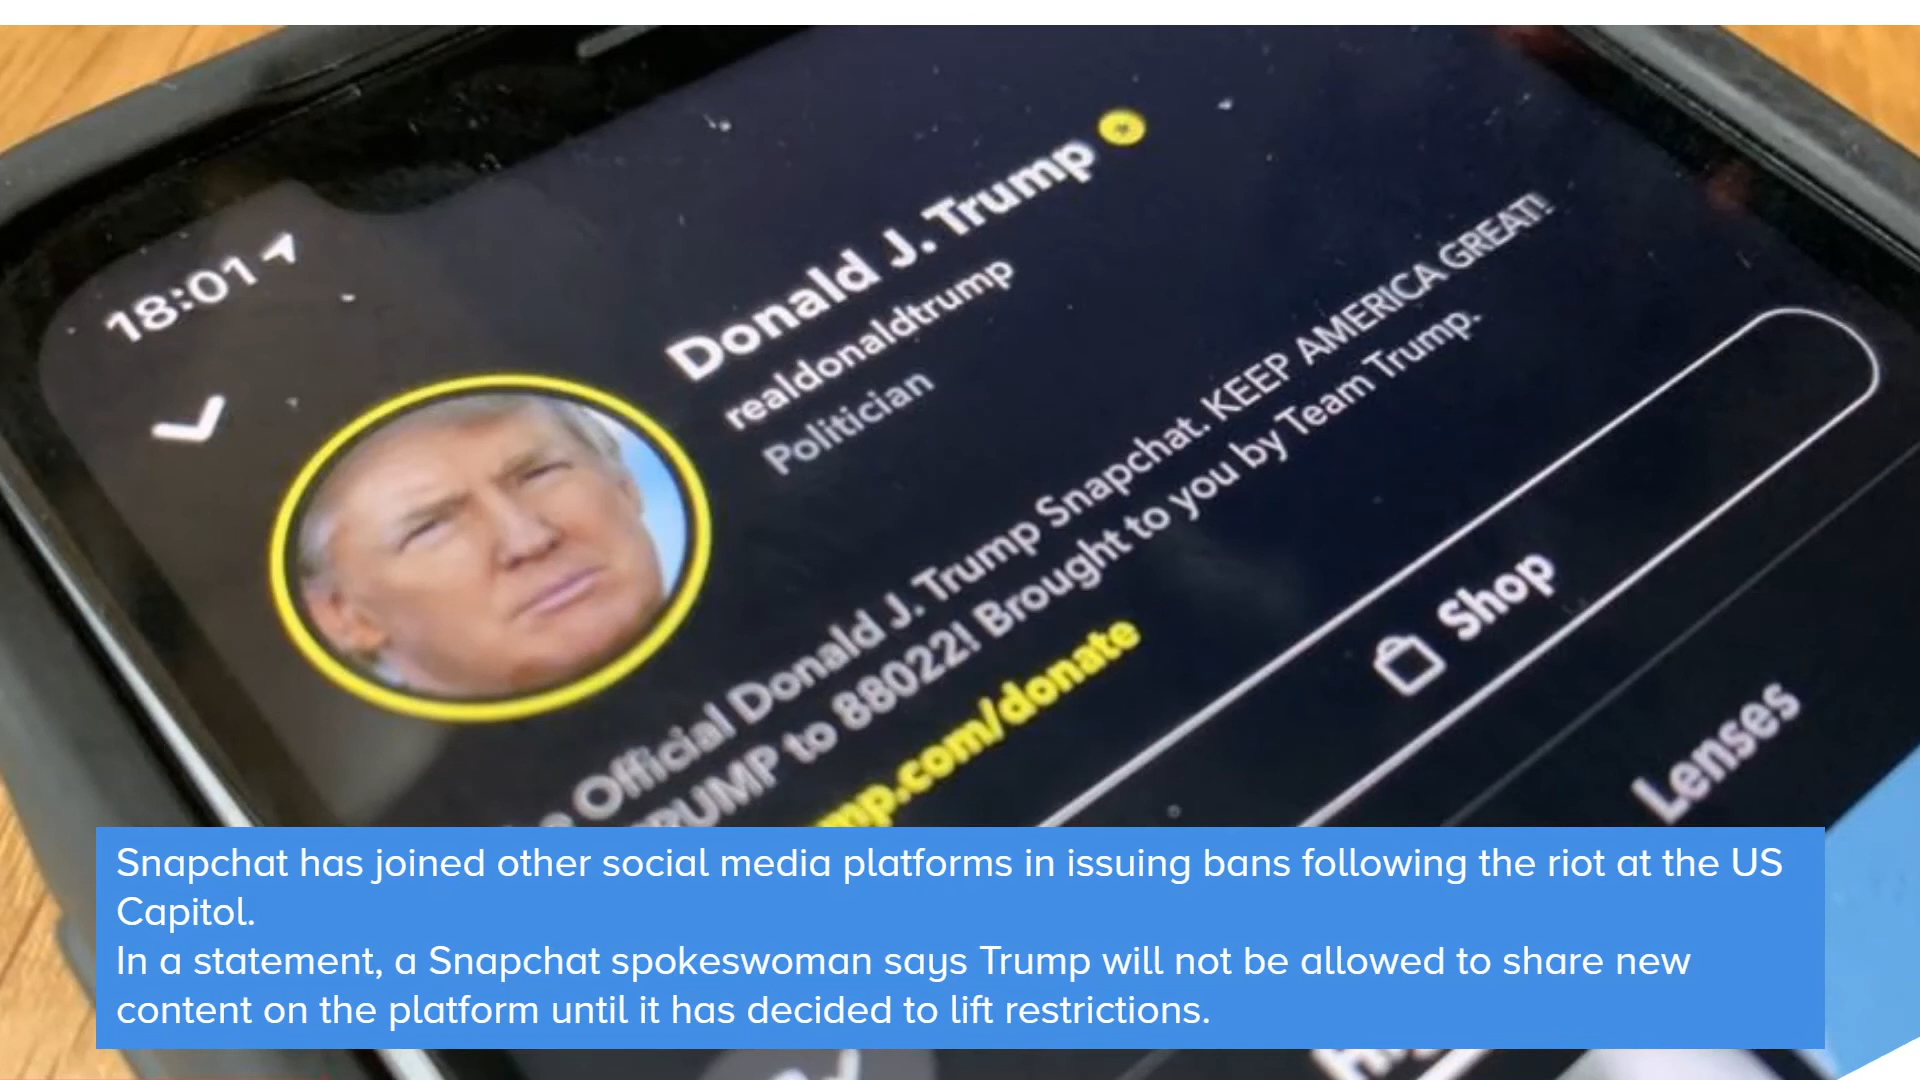 18:01
Donald J. Trump
realdonaldtrump
Politician
Official Donald J. Trump Snapchat. KEEP AMERICA GREAT!
to 88022! Brought to you by Team Trump.
.com/donate
Shop
Lenses
Snapchat has joined other social media platforms in issuing bans following the riot at the US
Capitol.
In a statement, a Snapchat spokeswoman says Trump will not be allowed to share new
content on the platform until it has decided to lift restrictions.